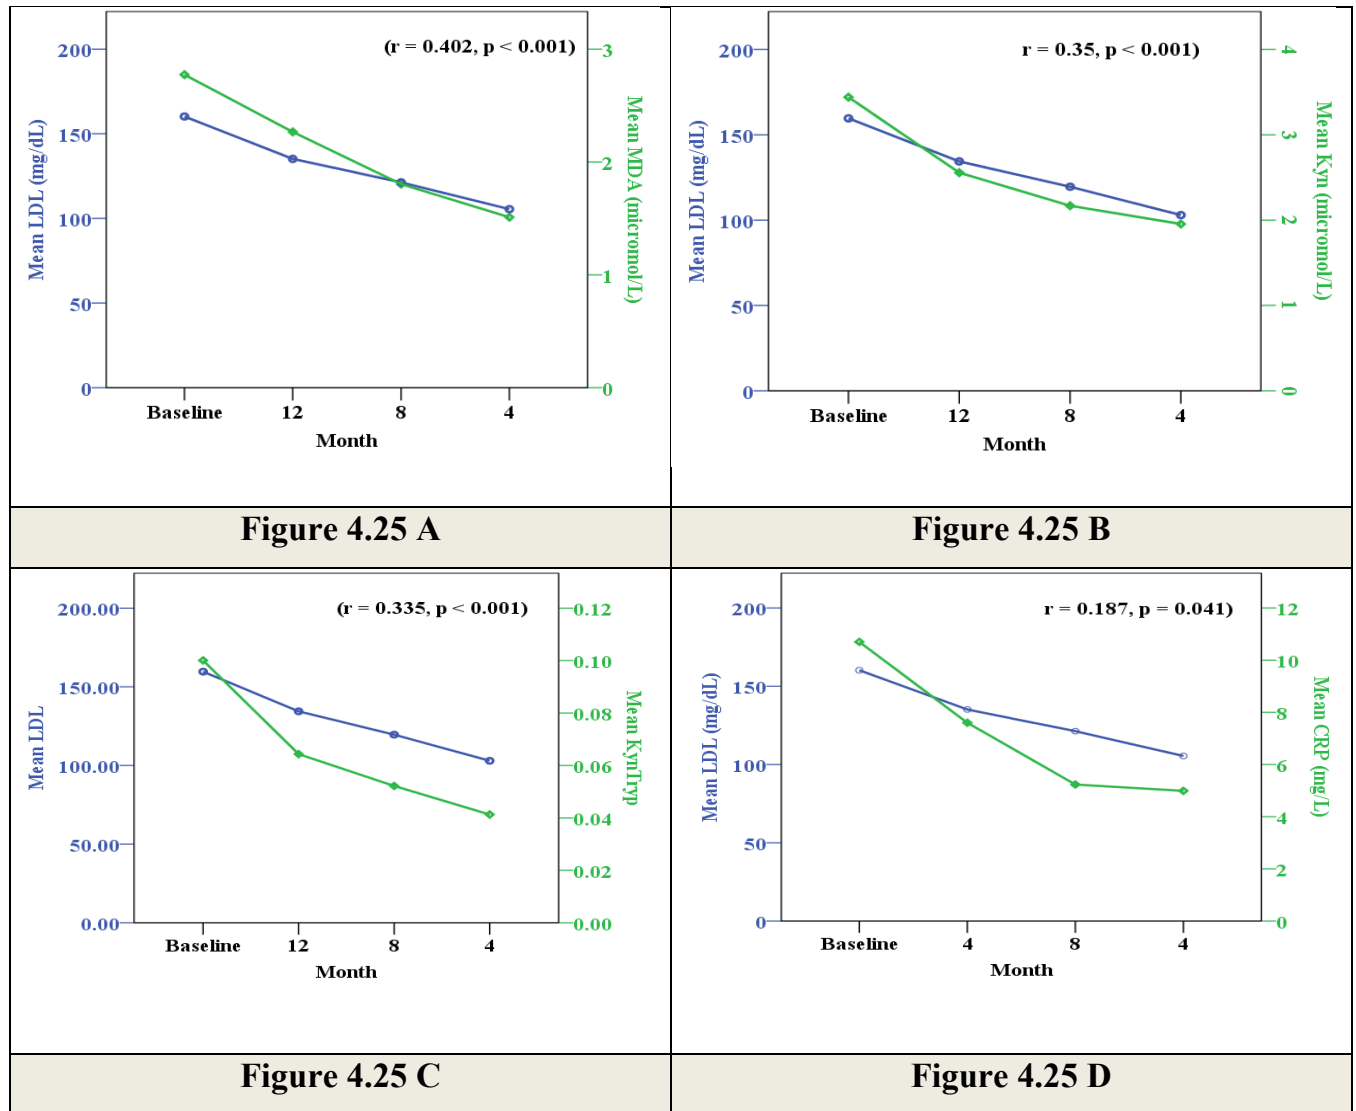 (r = 0.402, p < 0.001)
200
150
100
50
0
Mean LDL (mg/dL)
3
2
1
0
Mean MDA (micromol/L)
Baseline 12 8 4
Month
Figure 4.25 A
r = 0.35, p < 0.001)
200
150
100
50
0
Mean LDL (mg/dL)
4
3
2
1
0
Mean Kyn (micromol/L)
Baseline 12 8 4
Month
Figure 4.25 B
(r = 0.335, p < 0.001)
200.00
150.00
100.00
50.00
0.00
Mean LDL
0.12
0.10
0.08
0.06
0.04
0.02
0.00
Mean KynTryp
Baseline 12 8 4
Month
Figure 4.25 C
r = 0.187, p = 0.041)
200
150
100
50
0
Mean LDL (mg/dL)
12
10
8
6
4
2
0
Mean CRP (mg/L)
Baseline 4 8 4
Month
Figure 4.25 D